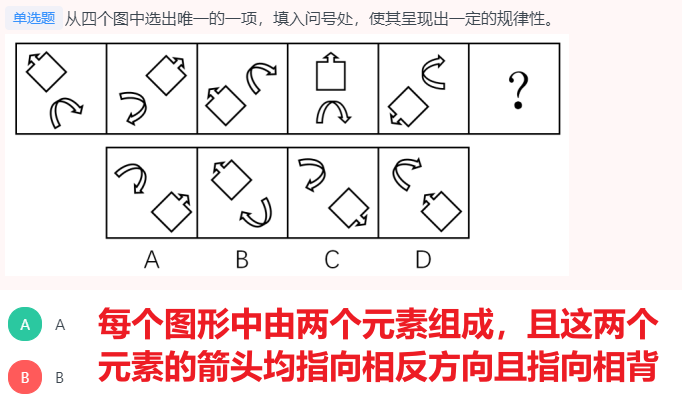 单选题 从四个图中选出唯一的一项，填入问号处，使其呈现出一定的规律性。
?
A B C D
A A 每个图形中由两个元素组成，且这两个
B B 元素的箭头均指向相反方向且指向相背